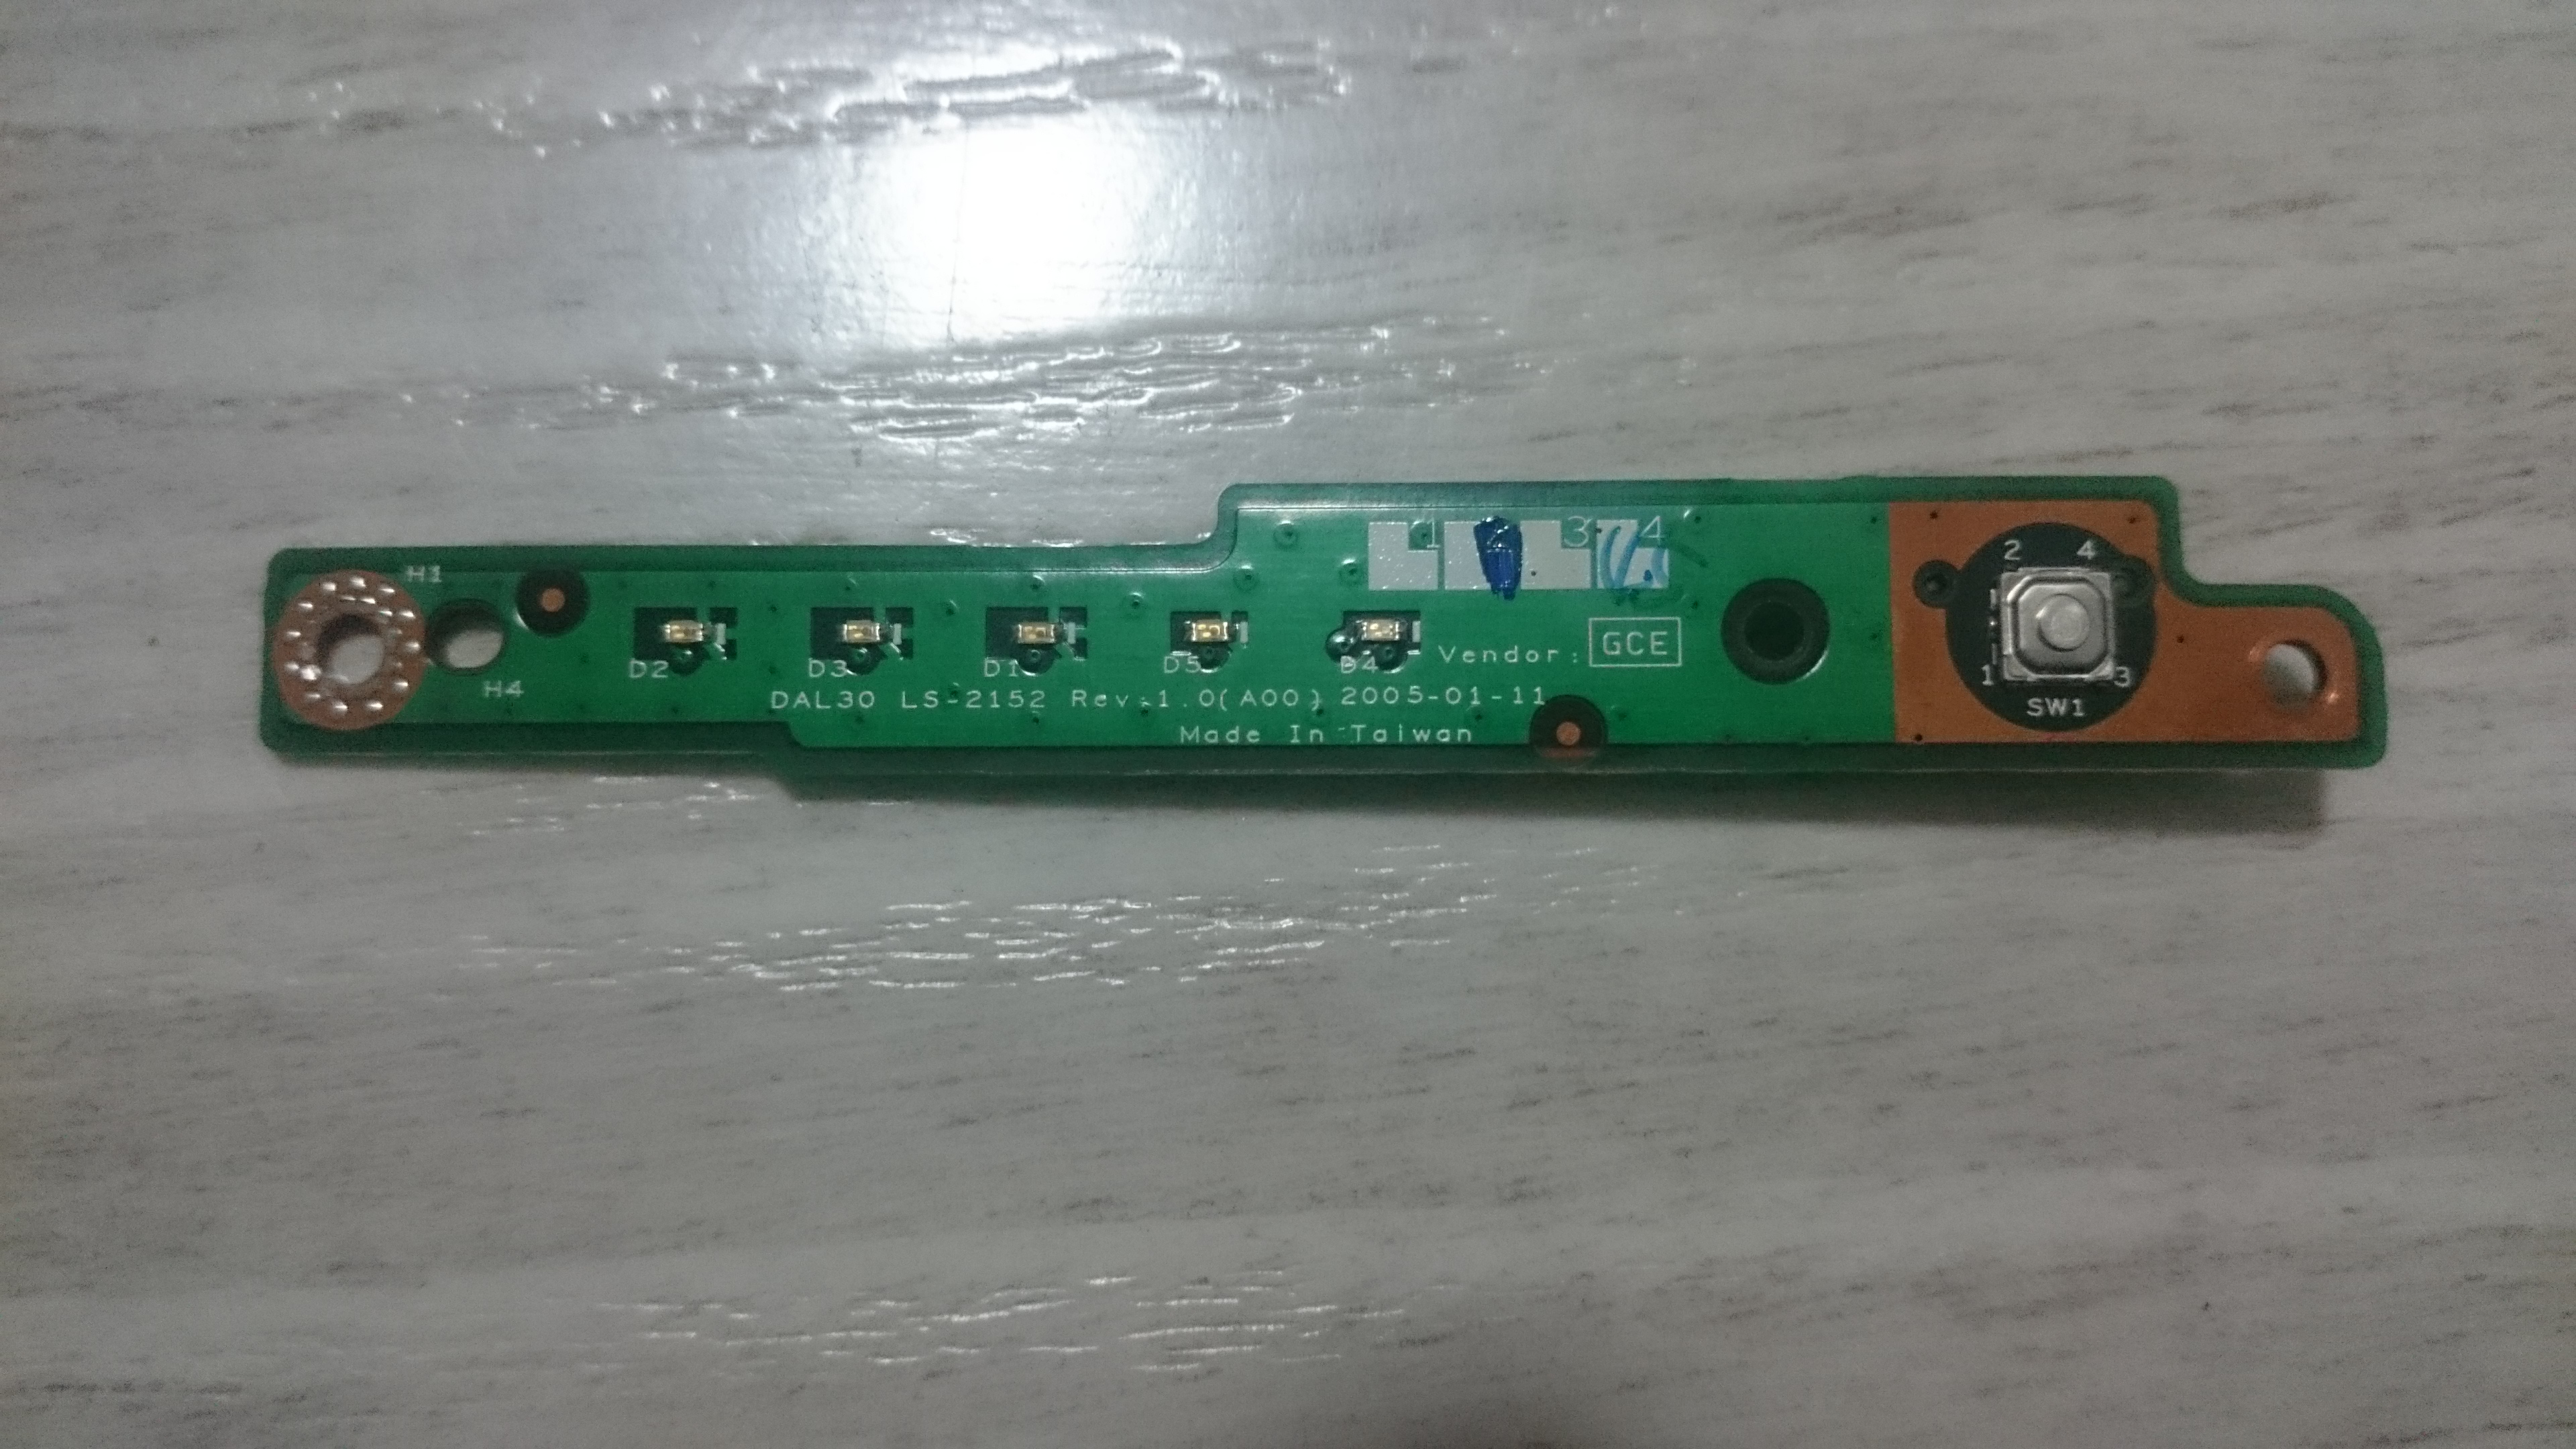 1 2 3 4
H1
2 4
D2 D3 D1 D5 D4 Vendor: GCE
H4
1 3
DAL30 LS-2152 Rev:1.0(A00) 2005-01-11
SW1
Made In Taiwan